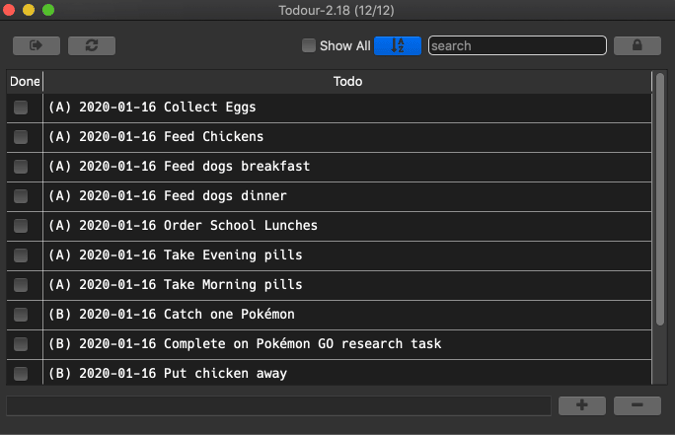 Todour-2.18 (12/12)
Show All
A
Z
search
Done Todo
(A) 2020-01-16 Collect Eggs
(A) 2020-01-16 Feed Chickens
(A) 2020-01-16 Feed dogs breakfast
(A) 2020-01-16 Feed dogs dinner
(A) 2020-01-16 Order School Lunches
(A) 2020-01-16 Take Evening pills
(A) 2020-01-16 Take Morning pills
(B) 2020-01-16 Catch one Pokémon
(B) 2020-01-16 Complete on Pokémon GO research task
(B) 2020-01-16 Put chicken away